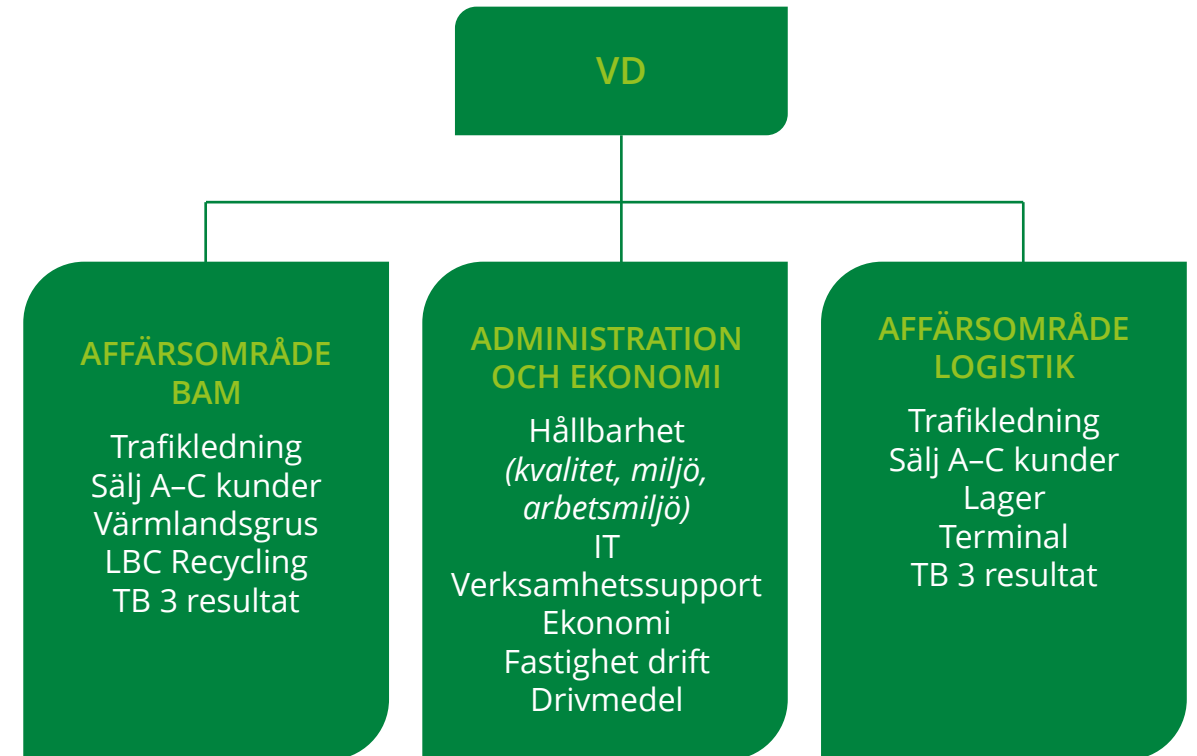 VD
AFFÄRSOMRÅDE
BAM
Trafikledning
Sälj A–C kunder
Värmlandsgrus
LBC Recycling
TB 3 resultat
ADMINISTRATION
OCH EKONOMI
Hållbarhet
(kvalitet, miljö,
arbetsmiljö)
IT
Verksamhetssupport
Ekonomi
Fastighet drift
Drivmedel
AFFÄRSOMRÅDE
LOGISTIK
Trafikledning
Sälj A–C kunder
Lager
Terminal
TB 3 resultat